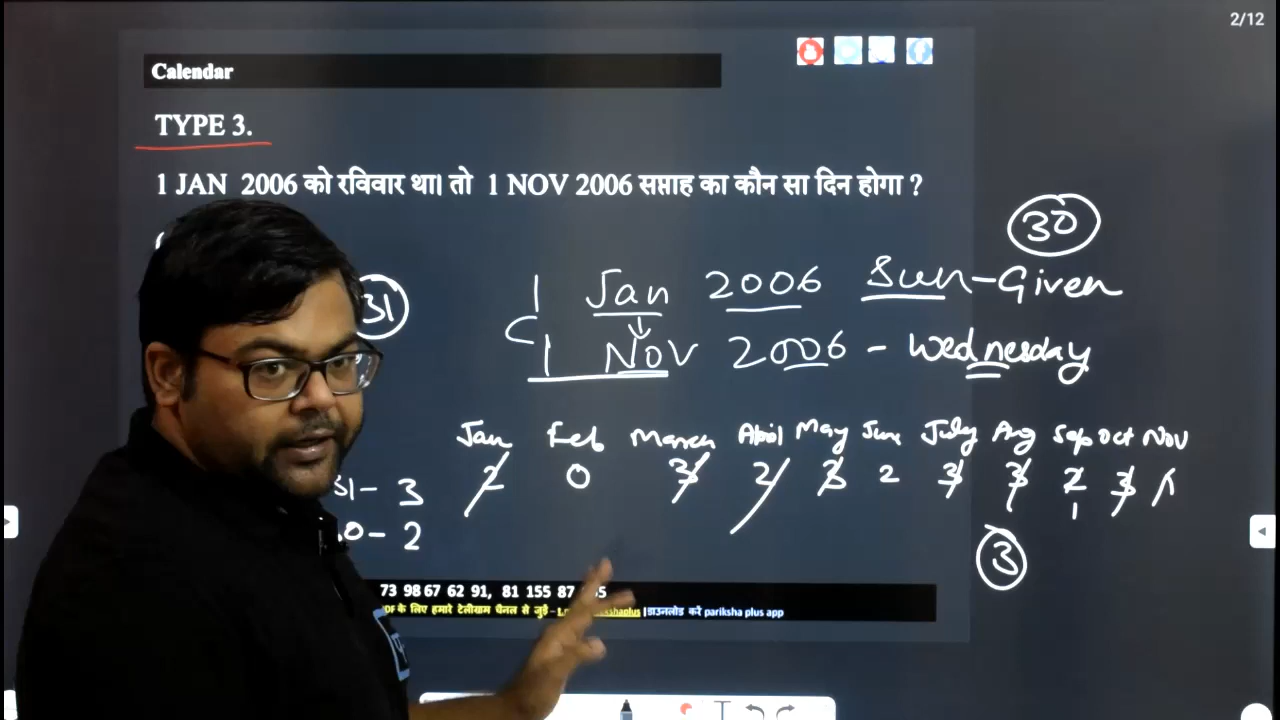 2/12
Calendar
TYPE 3.
1 JAN 2006 को रविवार था। तो 1 NOV 2006 सप्ताह का कौन सा दिन होगा ?
30
1 Jan 2006 Sun-Given
31
1 Nov 2006 - Wednesday
Jan Feb March April May June July Aug Sep Oct Nov
2 0 3 2 3 2 3 3 2 3 1
1
31- 3
0- 2
3
73 98 67 62 91, 81 155 87
के लिए हमारे टेलीग्राम चैनल से जुड़ें - डाउनलोड करें pariksha plus app